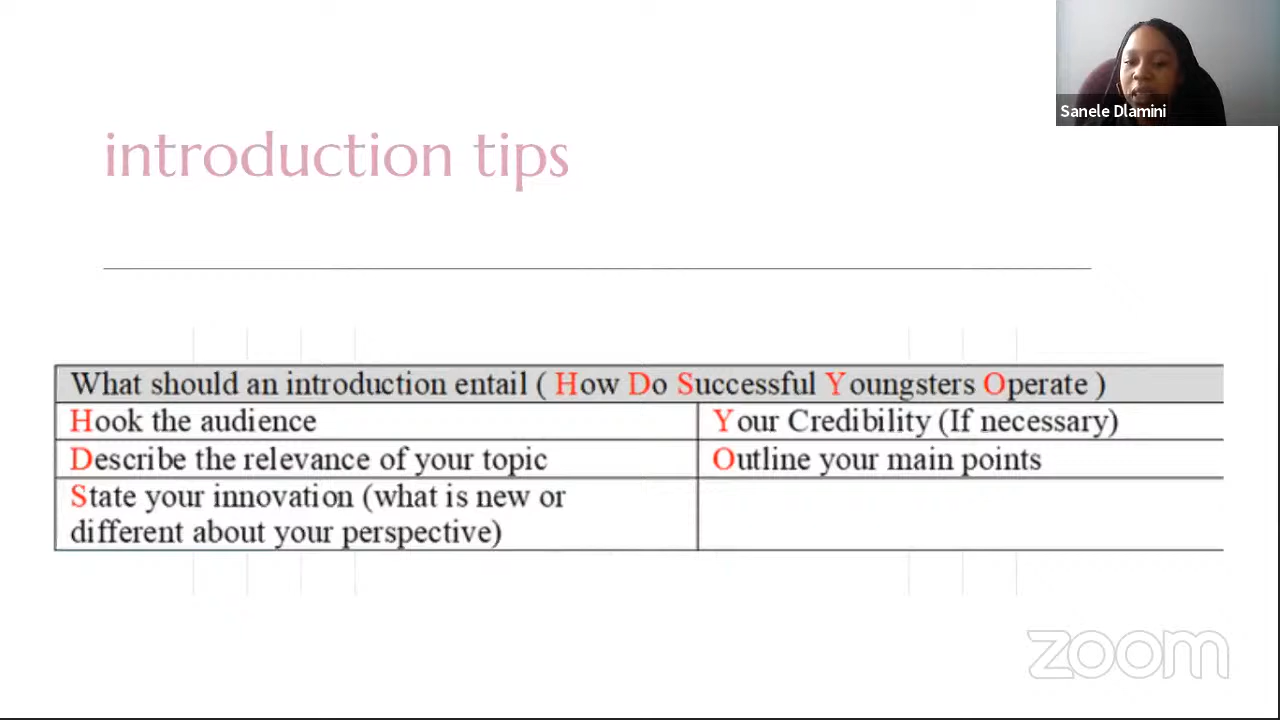 Sanele Dlamini
introduction tips
What should an introduction entail ( How Do Successful Youngsters Operate )
Hook the audience
Your Credibility (If necessary)
Describe the relevance of your topic
Outline your main points
State your innovation (what is new or
different about your perspective)
zoom